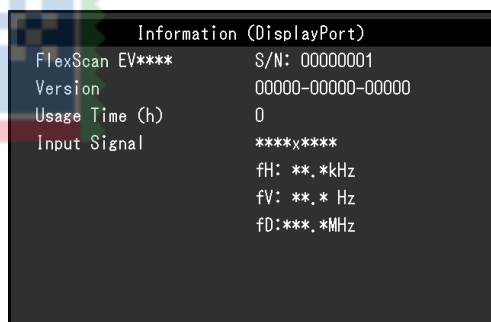 Information (DisplayPort)
FlexScan EV**** S/N: 00000001
Version 00000-00000-00000
Usage Time (h) 0
Input Signal ****x****
fH: **.*kHz
fV: **.* Hz
fD:***.*MHz